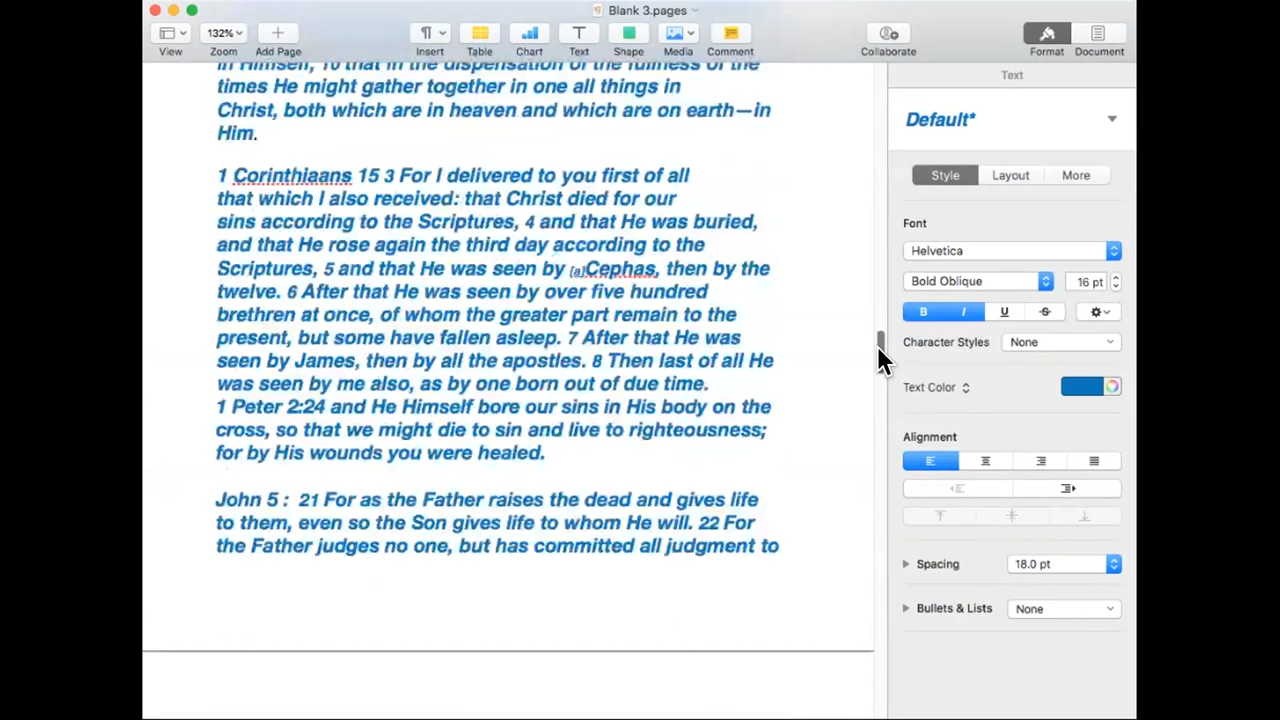 Blank 3.pages
132%
View
Zoom
Add Page
Insert
Table
Chart
Text
Shape
Media
Comment
Collaborate
Format
Document
in Himself, 10 that in the dispensation of the fullness of the
times He might gather together in one all things in
Christ, both which are in heaven and which are on earth—in
Him.
1 Corinthiaans 15 3 For I delivered to you first of all
that which I also received: that Christ died for our
sins according to the Scriptures, 4 and that He was buried,
and that He rose again the third day according to the
Scriptures, 5 and that He was seen by [a]Cephas, then by the
twelve. 6 After that He was seen by over five hundred
brethren at once, of whom the greater part remain to the
present, but some have fallen asleep. 7 After that He was
seen by James, then by all the apostles. 8 Then last of all He
was seen by me also, as by one born out of due time.
1 Peter 2:24 and He Himself bore our sins in His body on the
cross, so that we might die to sin and live to righteousness;
for by His wounds you were healed.
John 5 : 21 For as the Father raises the dead and gives life
to them, even so the Son gives life to whom He will. 22 For
the Father judges no one, but has committed all judgment to
Text
Default*
Style
Layout
More
Font
Helvetica
Bold Oblique
16 pt
B
I
U
S
Character Styles
None
Text Color
Alignment
Spacing
18.0 pt
Bullets & Lists
None